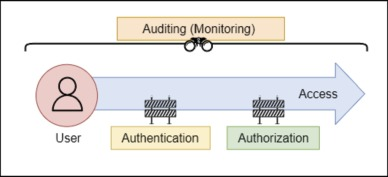 Auditing (Monitoring)
Access
User
Authentication
Authorization